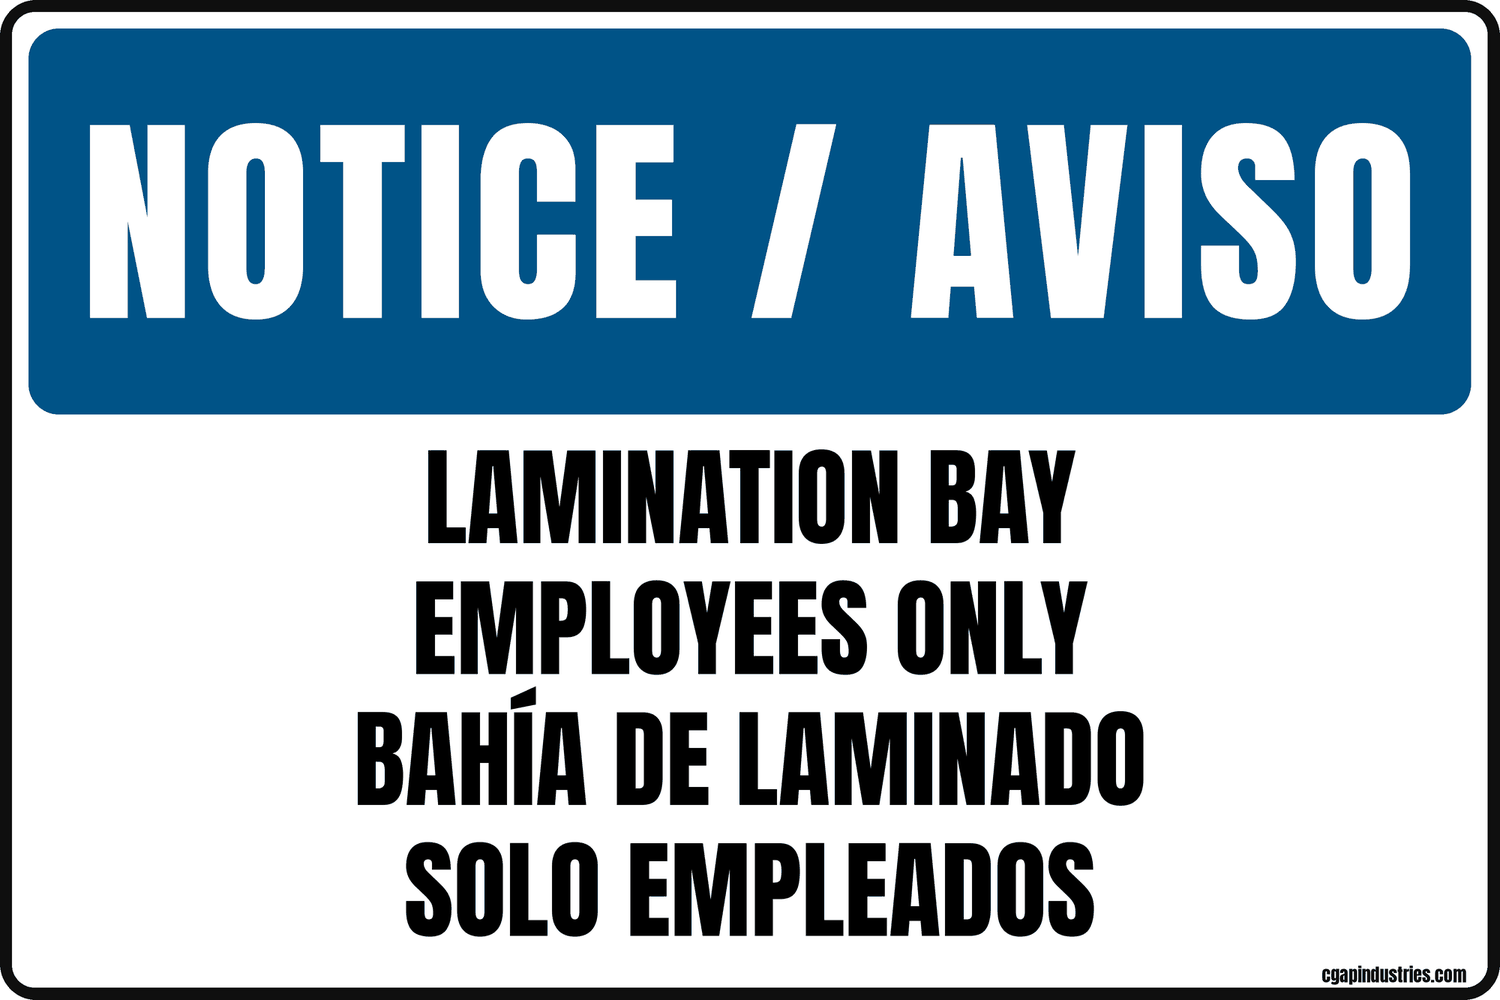 NOTICE / AVISO
LAMINATION BAY
EMPLOYEES ONLY
BAHÍA DE LAMINADO
SOLO EMPLEADOS
cgapindustries.com